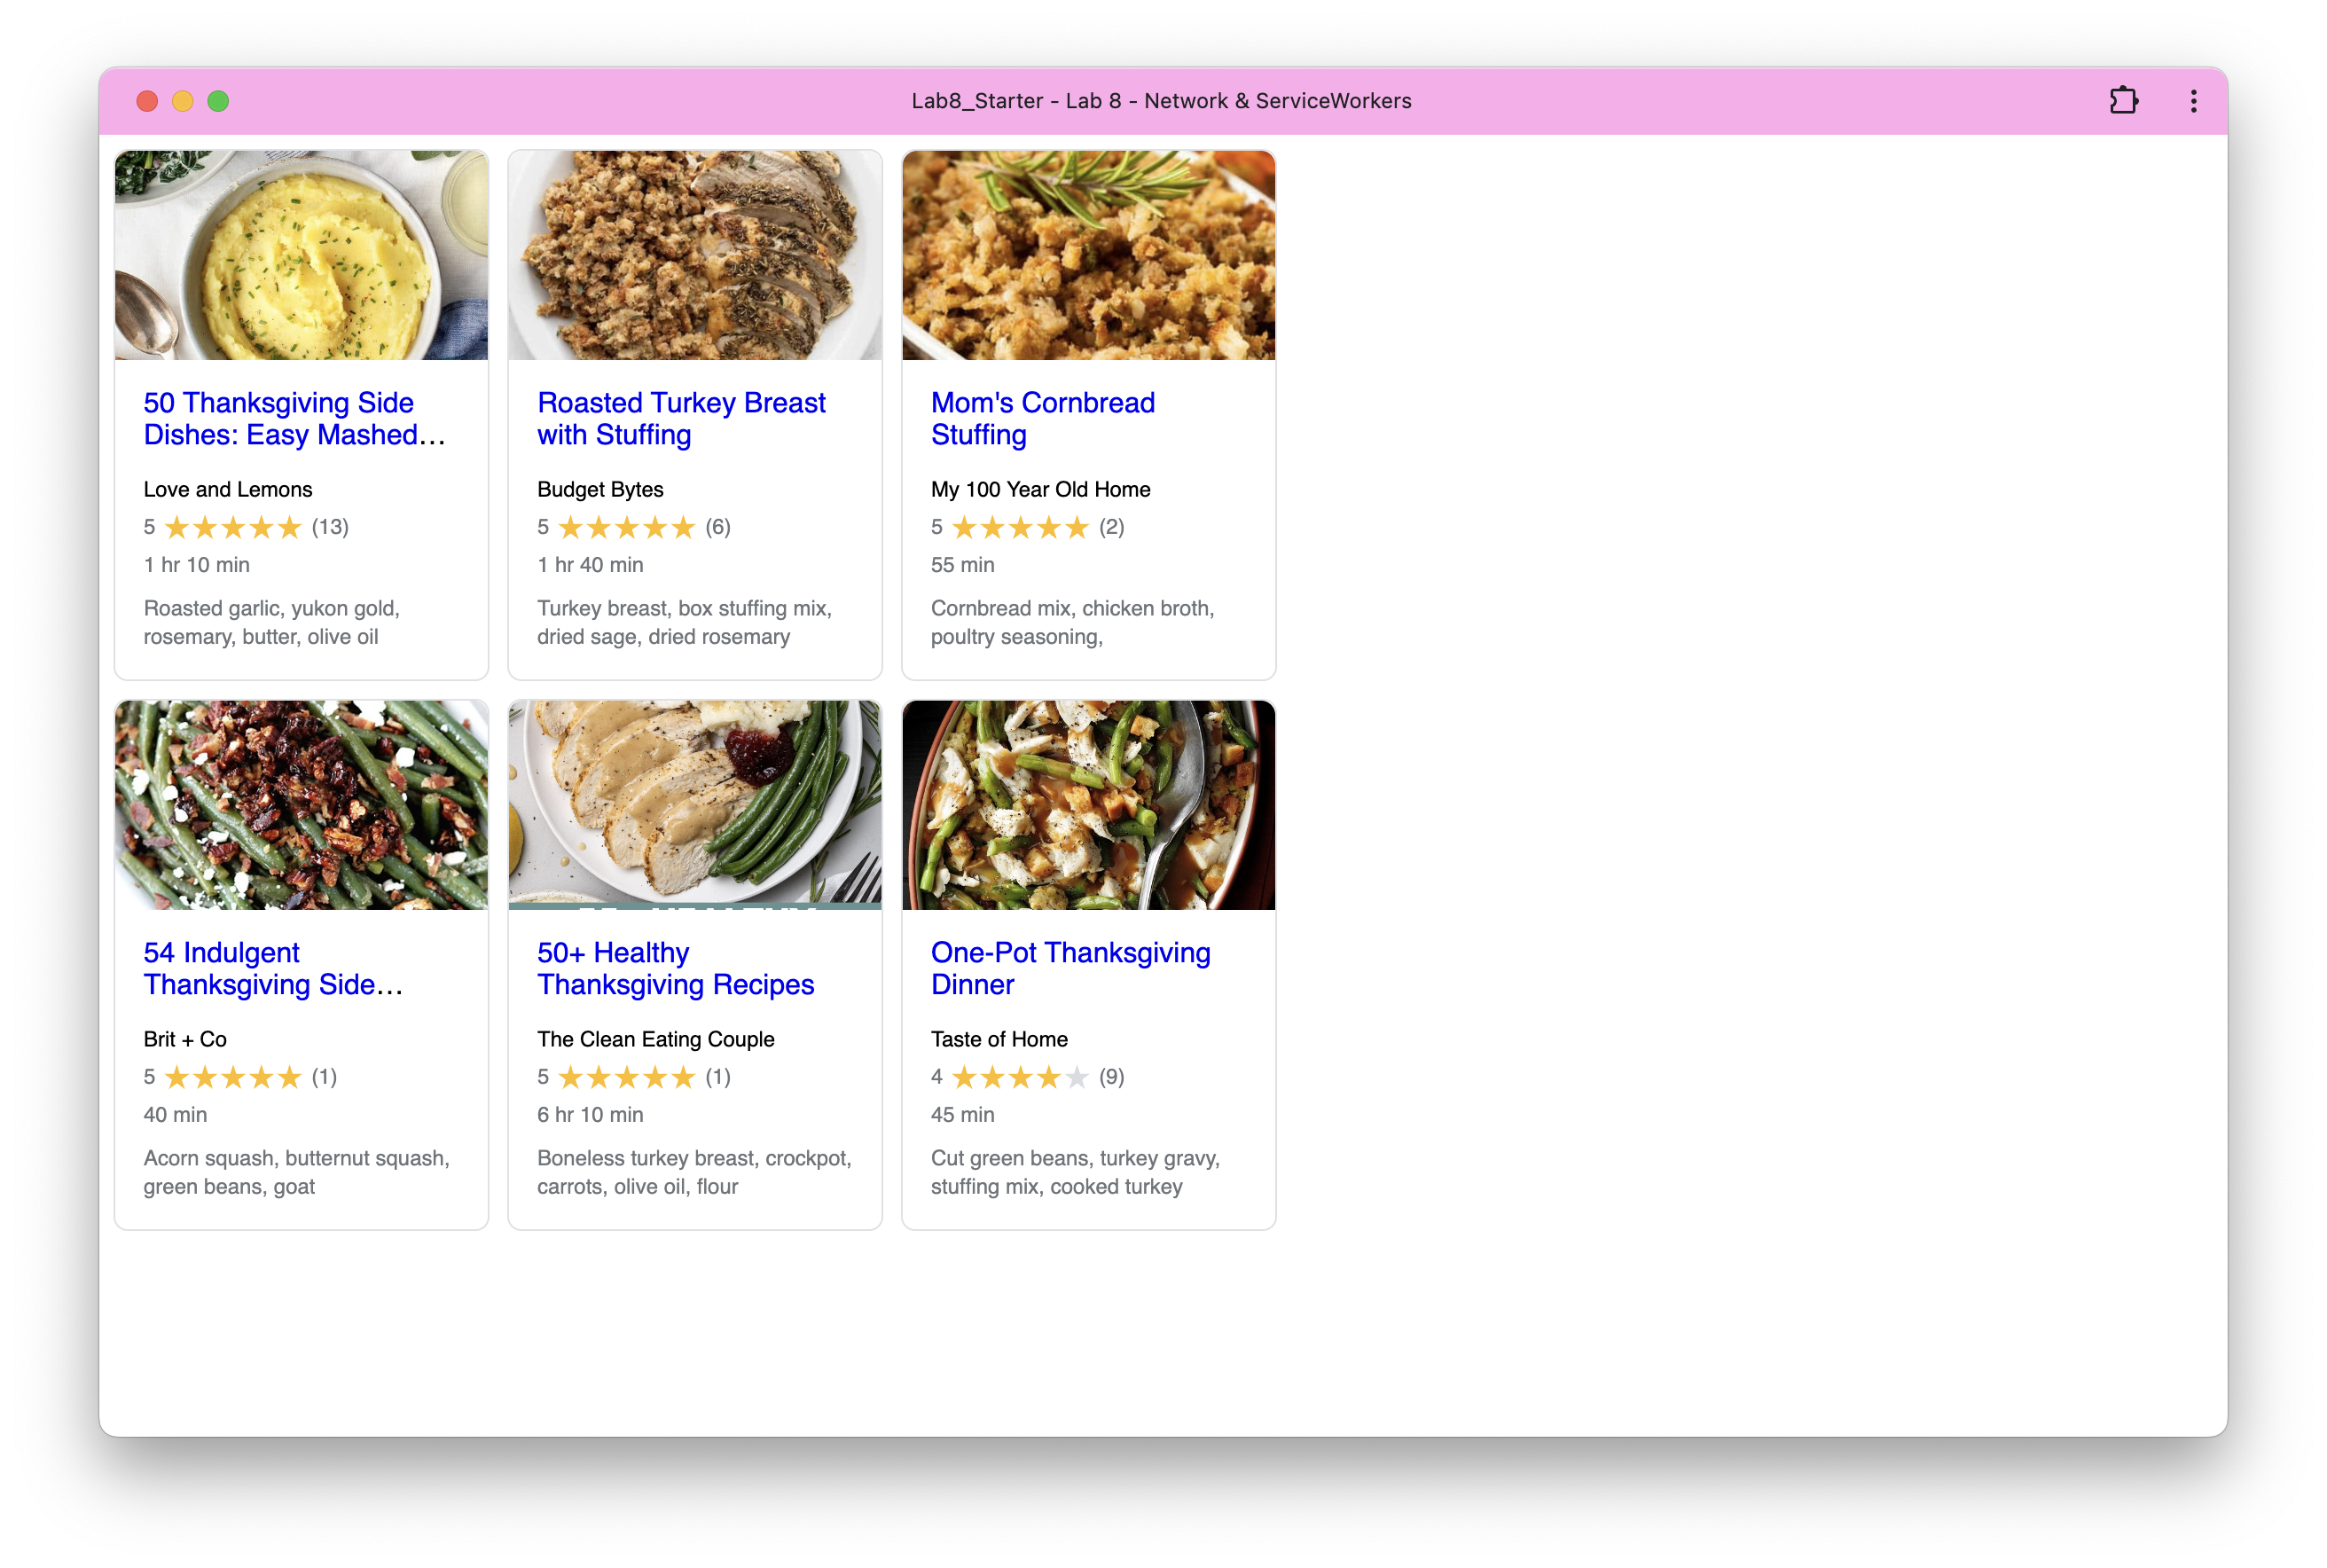 Lab8_Starter - Lab 8 - Network & ServiceWorkers
50 Thanksgiving Side
Dishes: Easy Mashed…
Love and Lemons
5 ★★★★★ (13)
1 hr 10 min
Roasted garlic, yukon gold,
rosemary, butter, olive oil
Roasted Turkey Breast
with Stuffing
Budget Bytes
5 ★★★★★ (6)
1 hr 40 min
Turkey breast, box stuffing mix,
dried sage, dried rosemary
Mom's Cornbread
Stuffing
My 100 Year Old Home
5 ★★★★★ (2)
55 min
Cornbread mix, chicken broth,
poultry seasoning,
54 Indulgent
Thanksgiving Side…
Brit + Co
5 ★★★★★ (1)
40 min
Acorn squash, butternut squash,
green beans, goat
50+ Healthy
Thanksgiving Recipes
The Clean Eating Couple
5 ★★★★★ (1)
6 hr 10 min
Boneless turkey breast, crockpot,
carrots, olive oil, flour
One-Pot Thanksgiving
Dinner
Taste of Home
4 ★★★★★ (9)
45 min
Cut green beans, turkey gravy,
stuffing mix, cooked turkey